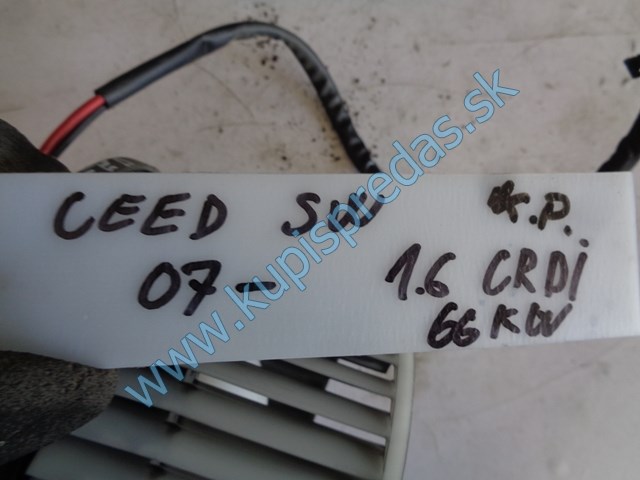 CEED SW K.P.
07- 1.6 CRDi
66 KW
www.kupispredas.sk